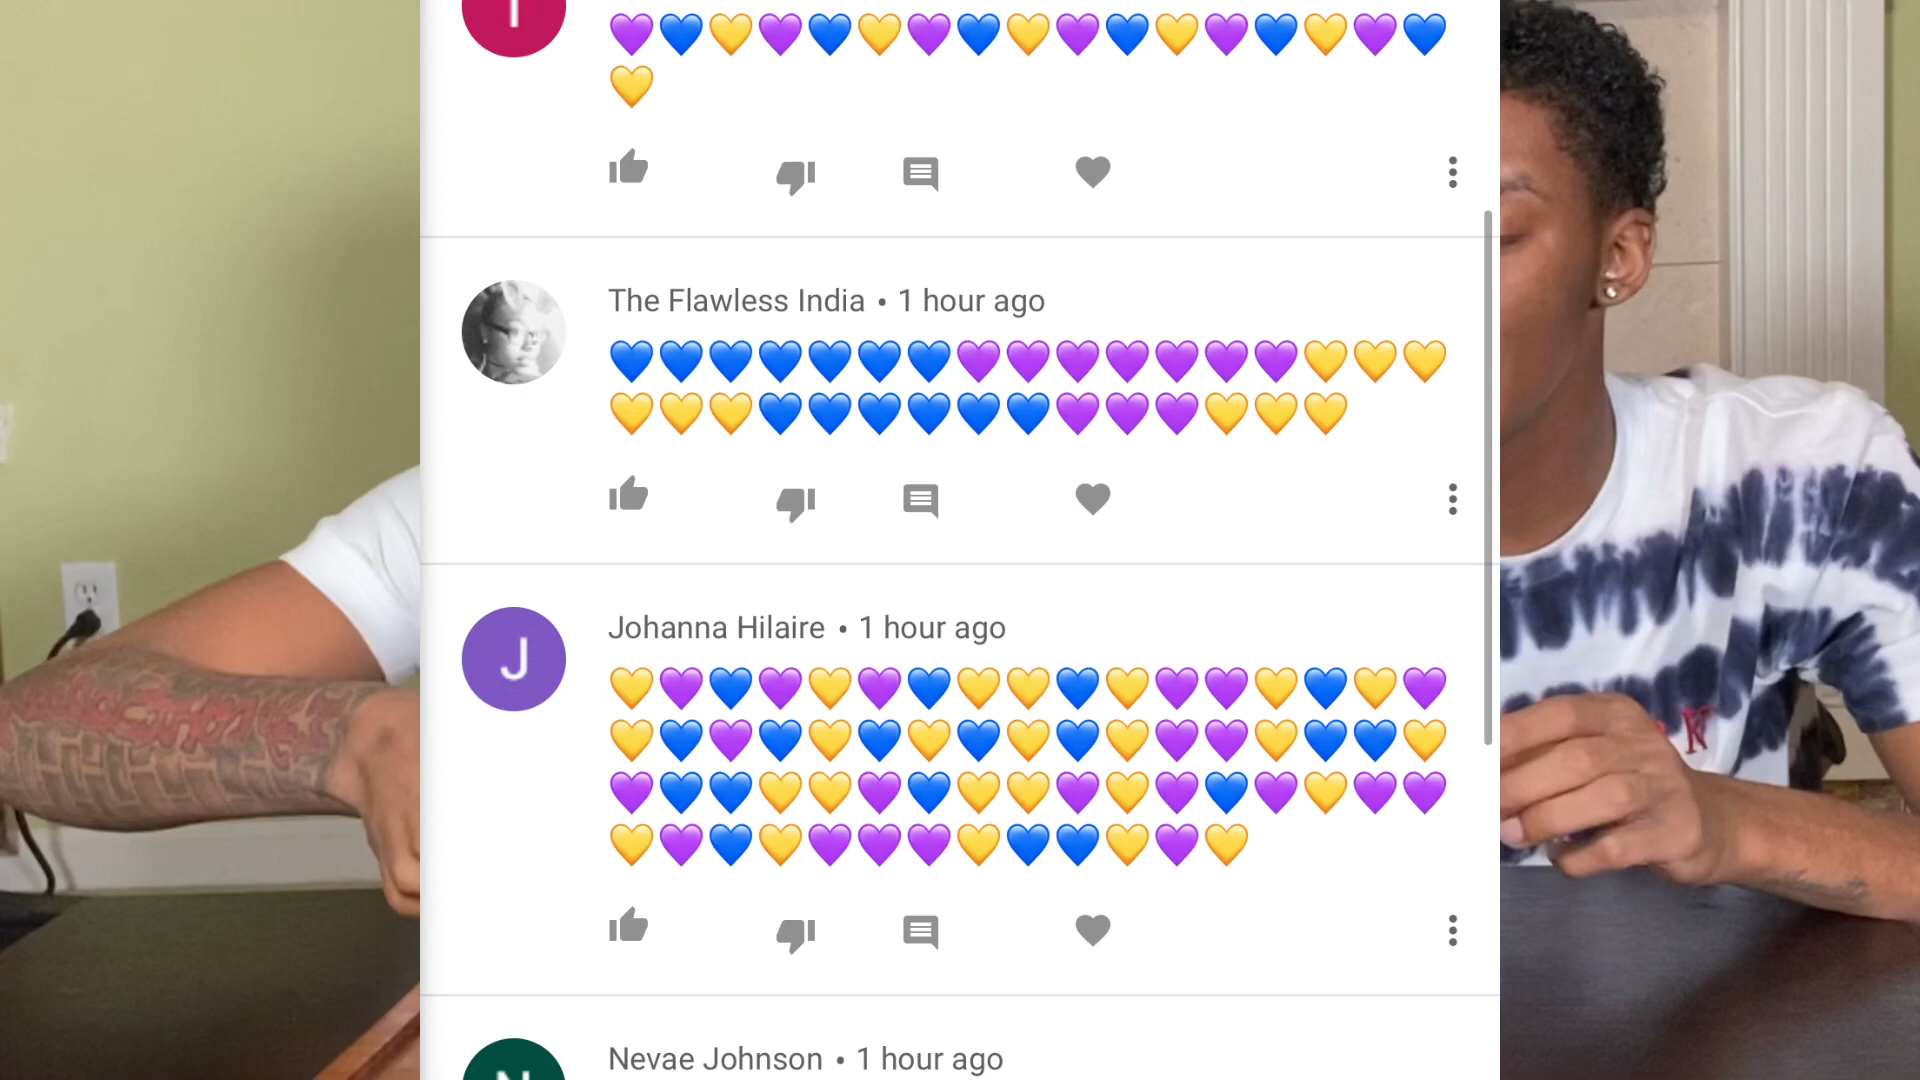 💜💙💛💜💙💛💜💙💛💜💙💛💜💙💛💜💙
💛
The Flawless India • 1 hour ago
💙💙💙💙💙💙💙💜💜💜💜💜💜💜💛💛💛
💛💛💛💙💙💙💙💙💙💜💜💜💛💛💛
J
Johanna Hilaire • 1 hour ago
💛💜💙💜💛💜💙💛💛💙💛💜💜💛💙💛💜
💛💙💜💙💛💙💛💙💛💙💛💜💜💛💙💙💛
💜💙💙💛💛💜💙💛💛💜💛💜💙💜💛💜💜
💛💜💙💛💜💜💜💛💙💙💛💜💛
N
Nevae Johnson • 1 hour ago
N